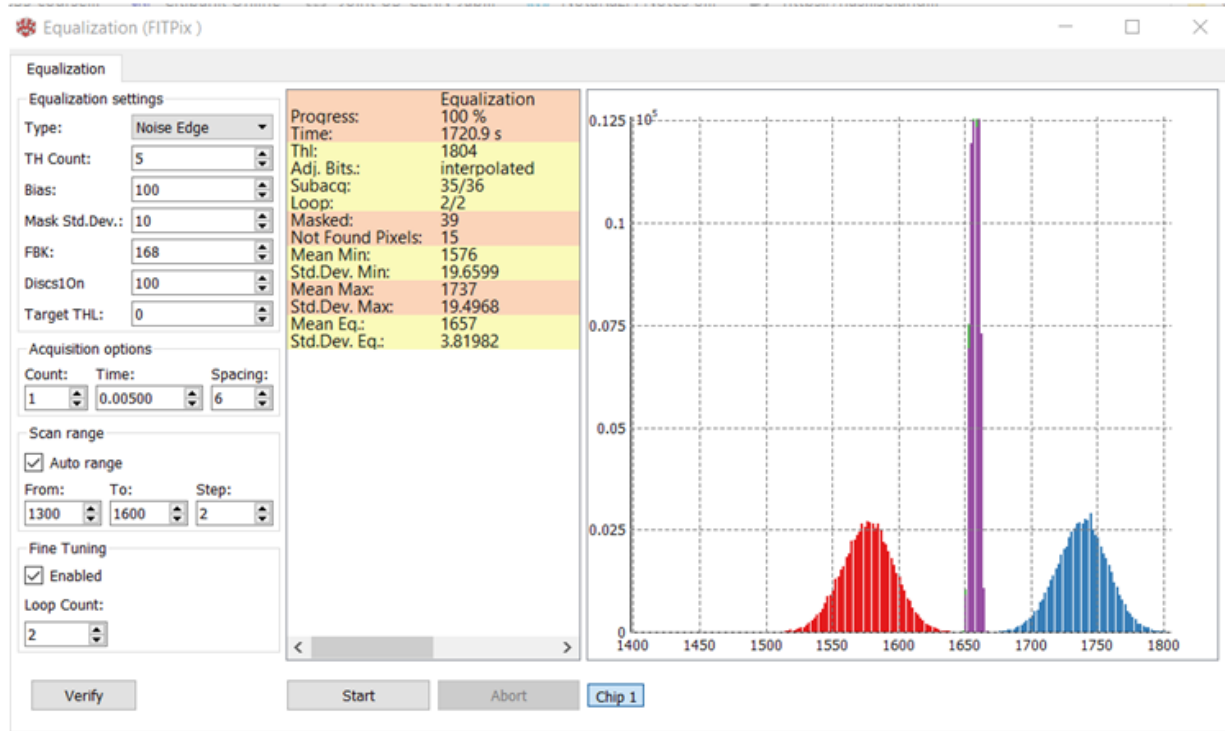 Equalization (FITPix )
Equalization
Equalization settings
Type: Noise Edge
TH Count: 5
Bias: 100
Mask Std.Dev.: 10
FBK: 168
Discs1On 100
Target THL: 0
Acquisition options
Count: Time: Spacing:
1 0.00500 6
Scan range
Auto range
From: To: Step:
1300 1600 2
Fine Tuning
Enabled
Loop Count:
2
Verify
Equalization
Progress: 100 %
Time: 1720.9 s
Thl: 1804
Adj. Bits.: interpolated
Subacq: 35/36
Loop: 2/2
Masked: 39
Not Found Pixels: 15
Mean Min: 1576
Std.Dev. Min: 19.6599
Mean Max: 1737
Std.Dev. Max: 19.4968
Mean Eq.: 1657
Std.Dev. Eq.: 3.81982
Start Abort
0.125 ·10⁵
0.1
0.075
0.05
0.025
0
1400 1450 1500 1550 1600 1650 1700 1750 1800
Chip 1